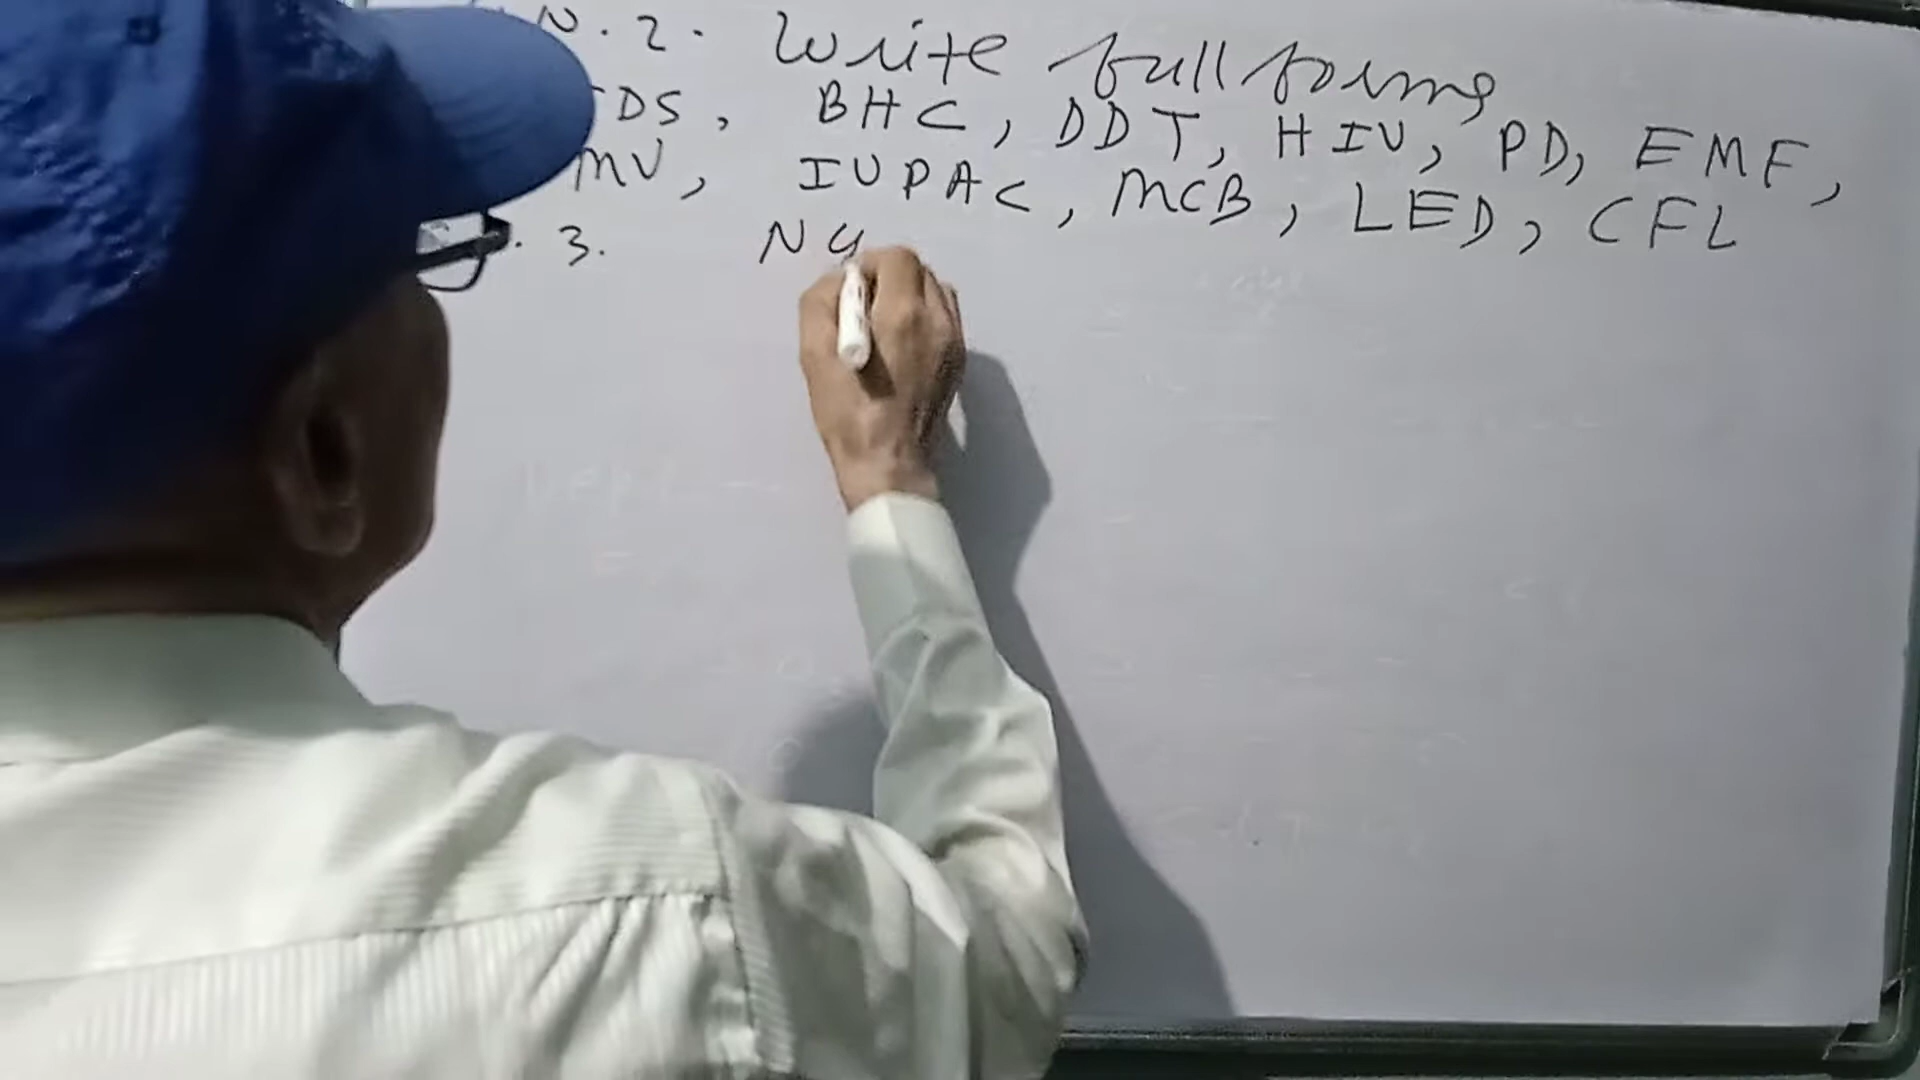 N. 2. Write full forms
DS, BHC, DDT, HIV, PD, EMF,
MV, IUPAC, MCB, LED, CFL
3.